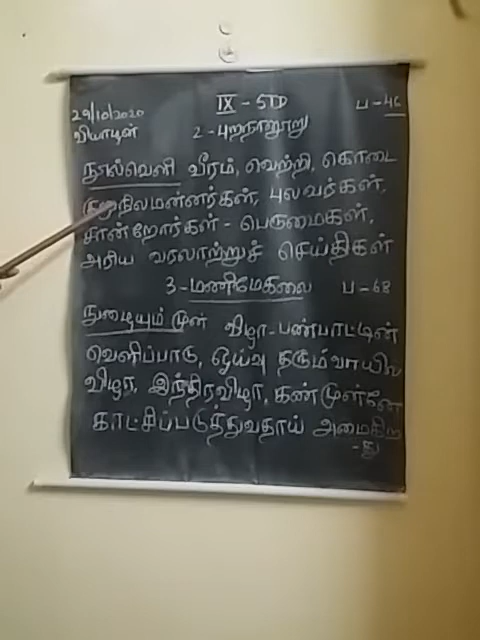 29/10/2020 IX - STD ப - 46
வியாழன் 2 - புறநானூறு
நூல்வெளி வீரம், வெற்றி, கொடை
குறுநிலமன்னர்கள், புலவர்கள்,
சான்றோர்கள் - பெருமைகள்,
அரிய வரலாற்றுச் செய்திகள்
3 - மணிமேகலை ப - 68
நுழையும்முன் விழா - பண்பாட்டின்
வெளிப்பாடு, ஓய்வு தரும்வாயில்
விழா, இந்திரவிழா, கண்முன்னே
காட்சிப்படுத்துவதாய் அமைகிற
- து